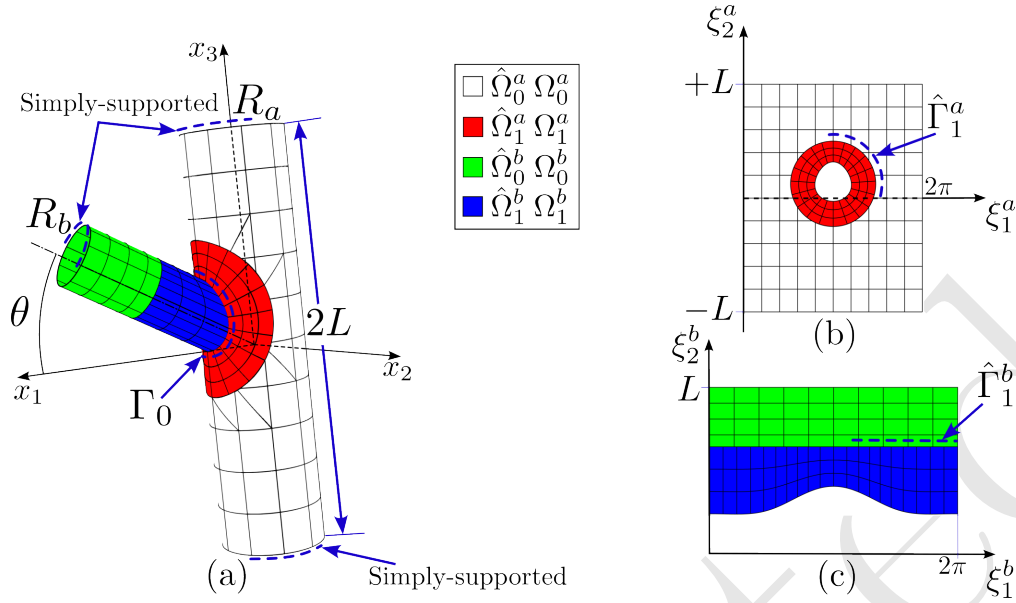 x₃
Simply-supported
Rₐ
R_b
θ
x₁
Γ₀
2L
x₂
Simply-supported
(a)
Ω̂₀ᵃ Ω₀ᵃ
Ω̂₁ᵃ Ω₁ᵃ
Ω̂₀ᵇ Ω₀ᵇ
Ω̂₁ᵇ Ω₁ᵇ
ξ₂ᵃ
+L
Γ̂₁ᵃ
2π
ξ₁ᵃ
−L
(b)
ξ₂ᵇ
L
Γ̂₁ᵇ
2π
(c)
ξ₁ᵇ